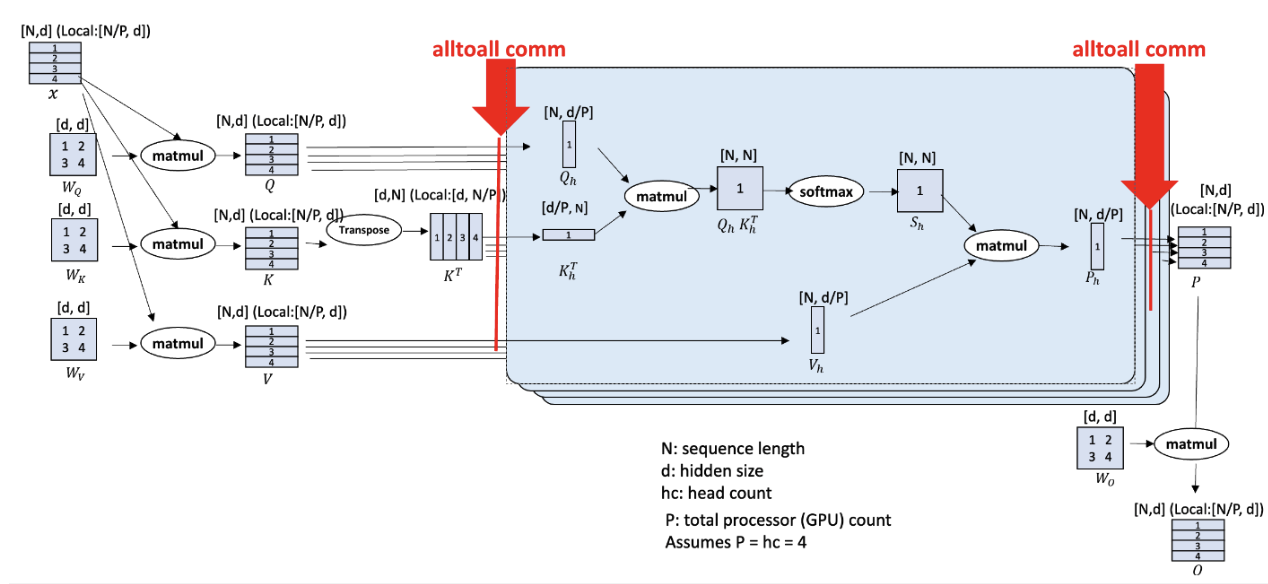 [N,d] (Local:[N/P, d])
1
2
3
4
x
alltoall comm
alltoall comm
[d, d]
1 2
3 4
W_Q
matmul
[N,d] (Local:[N/P, d])
1
2
3
4
Q
[N, d/P]
1
Q_h
[d, d]
1 2
3 4
W_K
matmul
[N,d] (Local:[N/P, d])
1
2
3
4
K
Transpose
[d,N] (Local:[d, N/P)
1 2 3 4
K^T
[d/P, N]
1
K_h^T
matmul
[N, N]
1
Q_h K_h^T
softmax
[N, N]
1
S_h
matmul
[N, d/P]
1
P_h
[N,d]
(Local:[N/P, d])
1
2
3
4
P
[d, d]
1 2
3 4
W_V
matmul
[N,d] (Local:[N/P, d])
1
2
3
4
V
[N, d/P]
1
V_h
N: sequence length
d: hidden size
hc: head count
P: total processor (GPU) count
Assumes P = hc = 4
[d, d]
1 2
3 4
W_O
matmul
[N,d] (Local:[N/P, d])
1
2
3
4
O